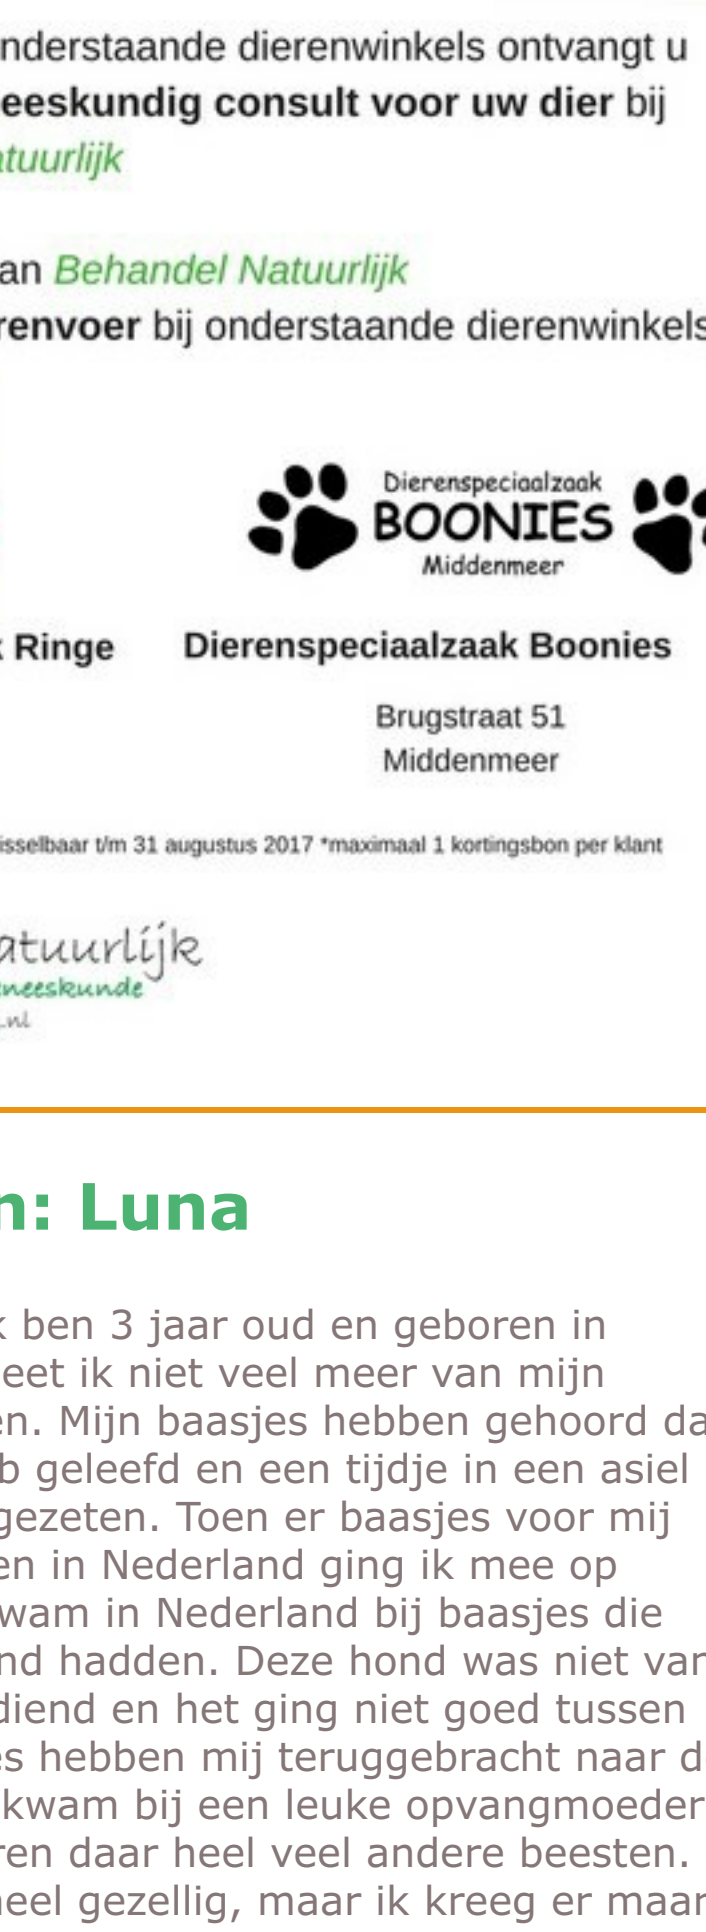 nderstaande dierenwinkels ontvangt u
eeskundig consult voor uw dier bij
atuurlijk
an Behandel Natuurlijk
renvoer bij onderstaande dierenwinkels
Dierenspeciaalzaak
BOONIES
Middenmeer
k Ringe
Dierenspeciaalzaak Boonies
Brugstraat 51
Middenmeer
isselbaar t/m 31 augustus 2017 *maximaal 1 kortingsbon per klant
atuurlijk
neeskunde
.nl
n: Luna
k ben 3 jaar oud en geboren in
eet ik niet veel meer van mijn
en. Mijn baasjes hebben gehoord da
b geleefd en een tijdje in een asiel
gezeten. Toen er baasjes voor mij
en in Nederland ging ik mee op
wam in Nederland bij baasjes die
nd hadden. Deze hond was niet van
diend en het ging niet goed tussen
es hebben mij teruggebracht naar d
kwam bij een leuke opvangmoeder
ren daar heel veel andere beesten.
heel gezellig, maar ik kreeg er maar